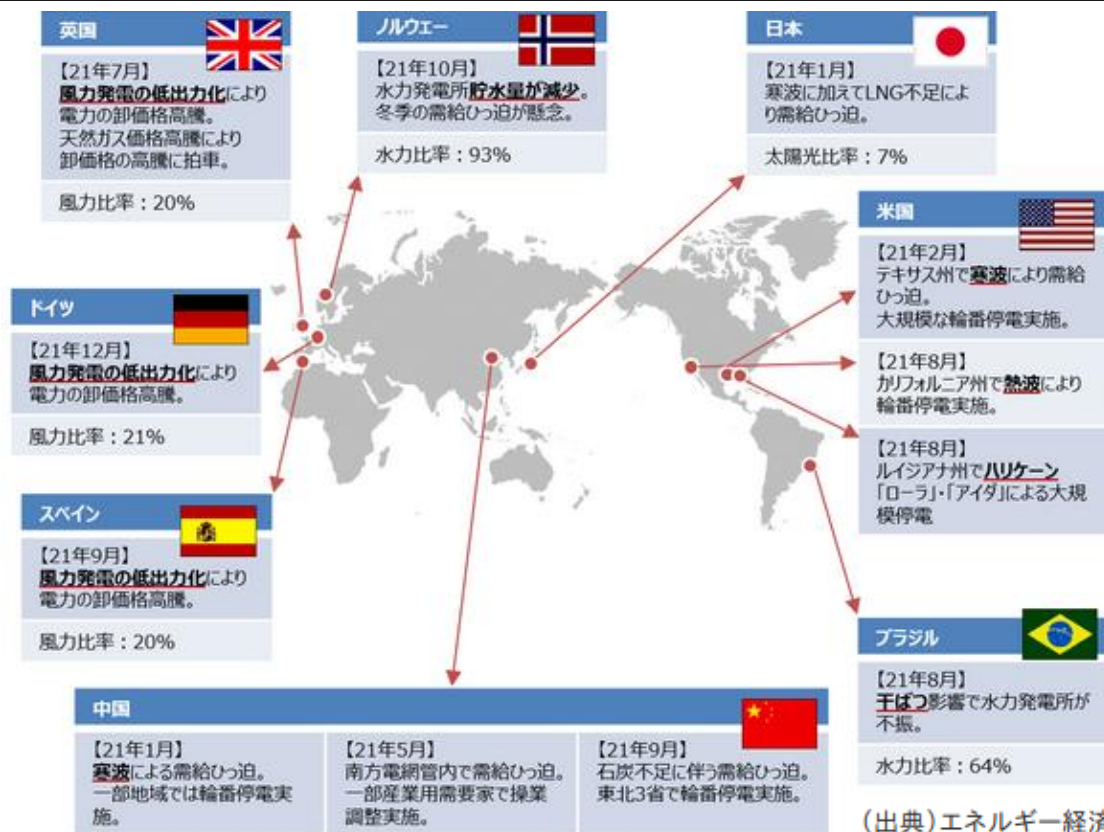 英国
【21年7月】
風力発電の低出力化により
電力の卸価格高騰。
天然ガス価格高騰により
卸価格の高騰に拍車。
風力比率：20%
ノルウェー
【21年10月】
水力発電所貯水量が減少。
冬季の需給ひっ迫が懸念。
水力比率：93%
日本
【21年1月】
寒波に加えてLNG不足によ
り需給ひっ迫。
太陽光比率：7%
米国
【21年2月】
テキサス州で寒波により需給
ひっ迫。
大規模な輪番停電実施。
【21年8月】
カリフォルニア州で熱波により
輪番停電実施。
【21年8月】
ルイジアナ州でハリケーン
「ローラ」・「アイダ」による大規
模停電
ドイツ
【21年12月】
風力発電の低出力化により
電力の卸価格高騰。
風力比率：21%
スペイン
【21年9月】
風力発電の低出力化により
電力の卸価格高騰。
風力比率：20%
ブラジル
【21年8月】
干ばつ影響で水力発電所が
不振。
水力比率：64%
中国
【21年1月】
寒波による需給ひっ迫。
一部地域では輪番停電実
施。
【21年5月】
南方電網管内で需給ひっ迫。
一部産業用需要家で操業
調整実施。
【21年9月】
石炭不足に伴う需給ひっ迫。
東北3省で輪番停電実施。
（出典）エネルギー経済